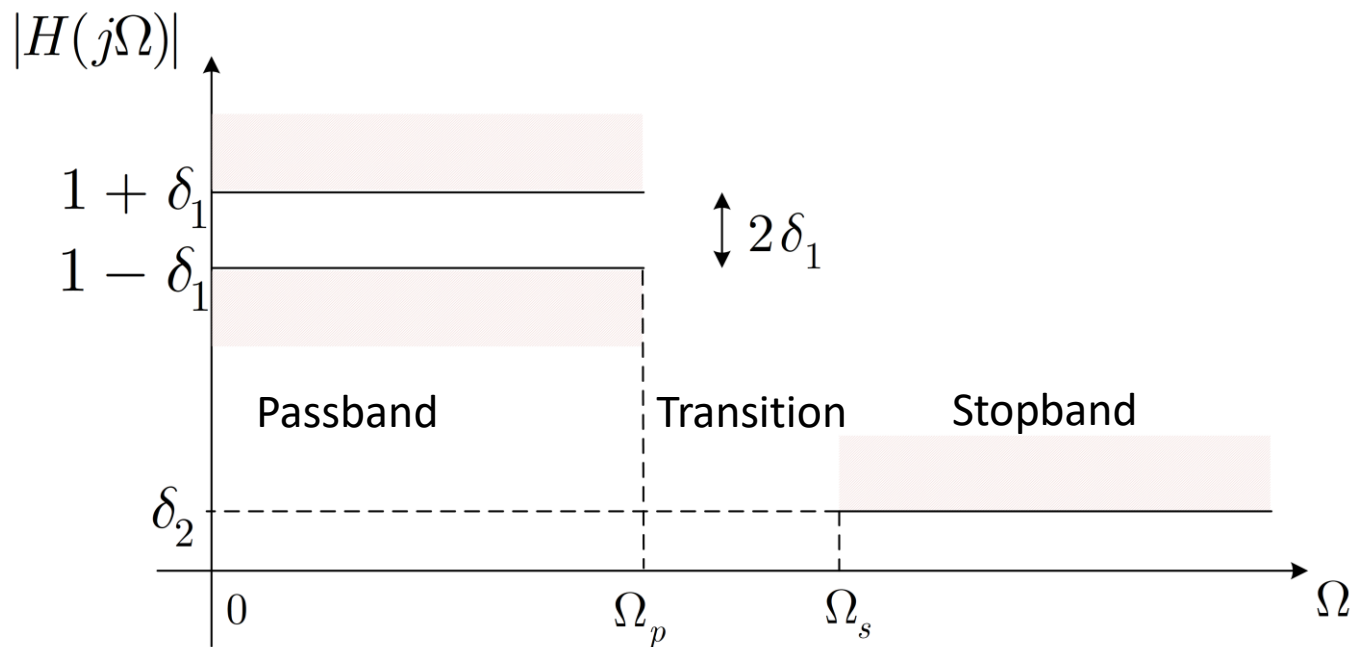 |H(jΩ)|
1 + δ₁
2δ₁
1 − δ₁
Passband
Transition
Stopband
δ₂
0
Ωₚ
Ωₛ
Ω